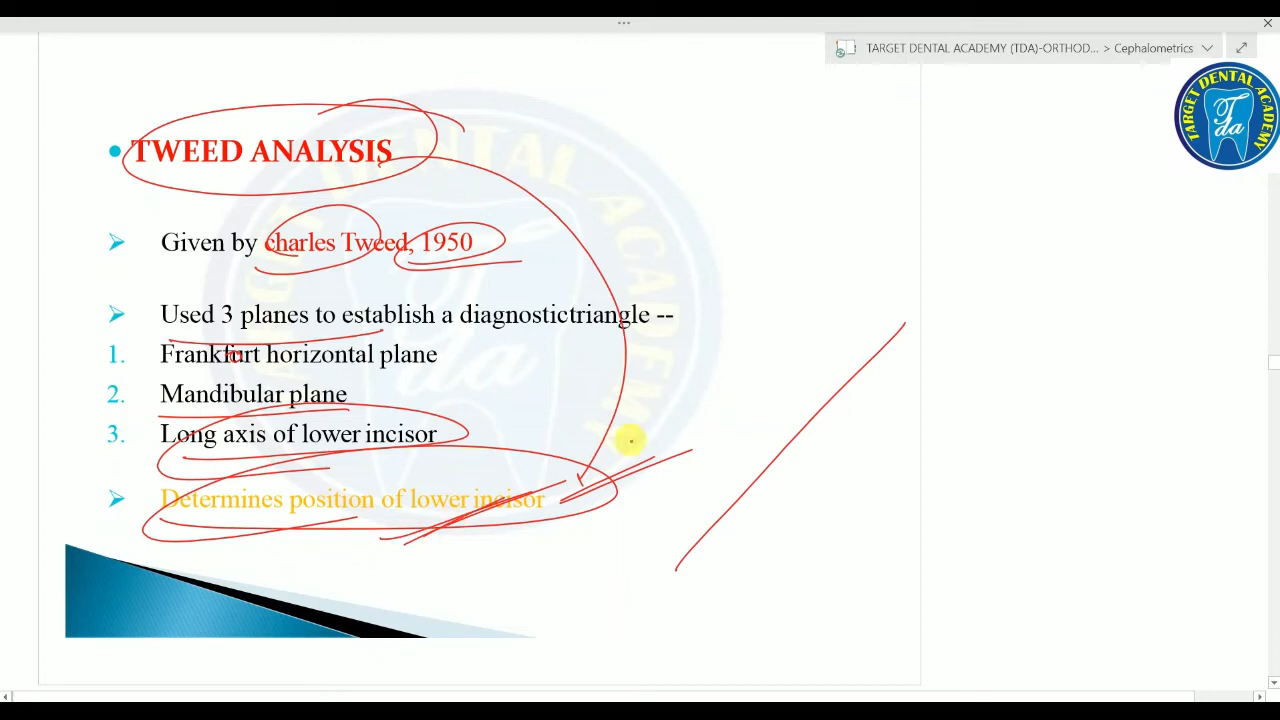 TARGET DENTAL ACADEMY (TDA)-ORTHOD... > Cephalometrics
TARGET DENTAL ACADEMY
Tda
• TWEED ANALYSIS
Given by charles Tweed, 1950
Used 3 planes to establish a diagnostictriangle --
1. Frankfurt horizontal plane
2. Mandibular plane
3. Long axis of lower incisor
Determines position of lower incisor